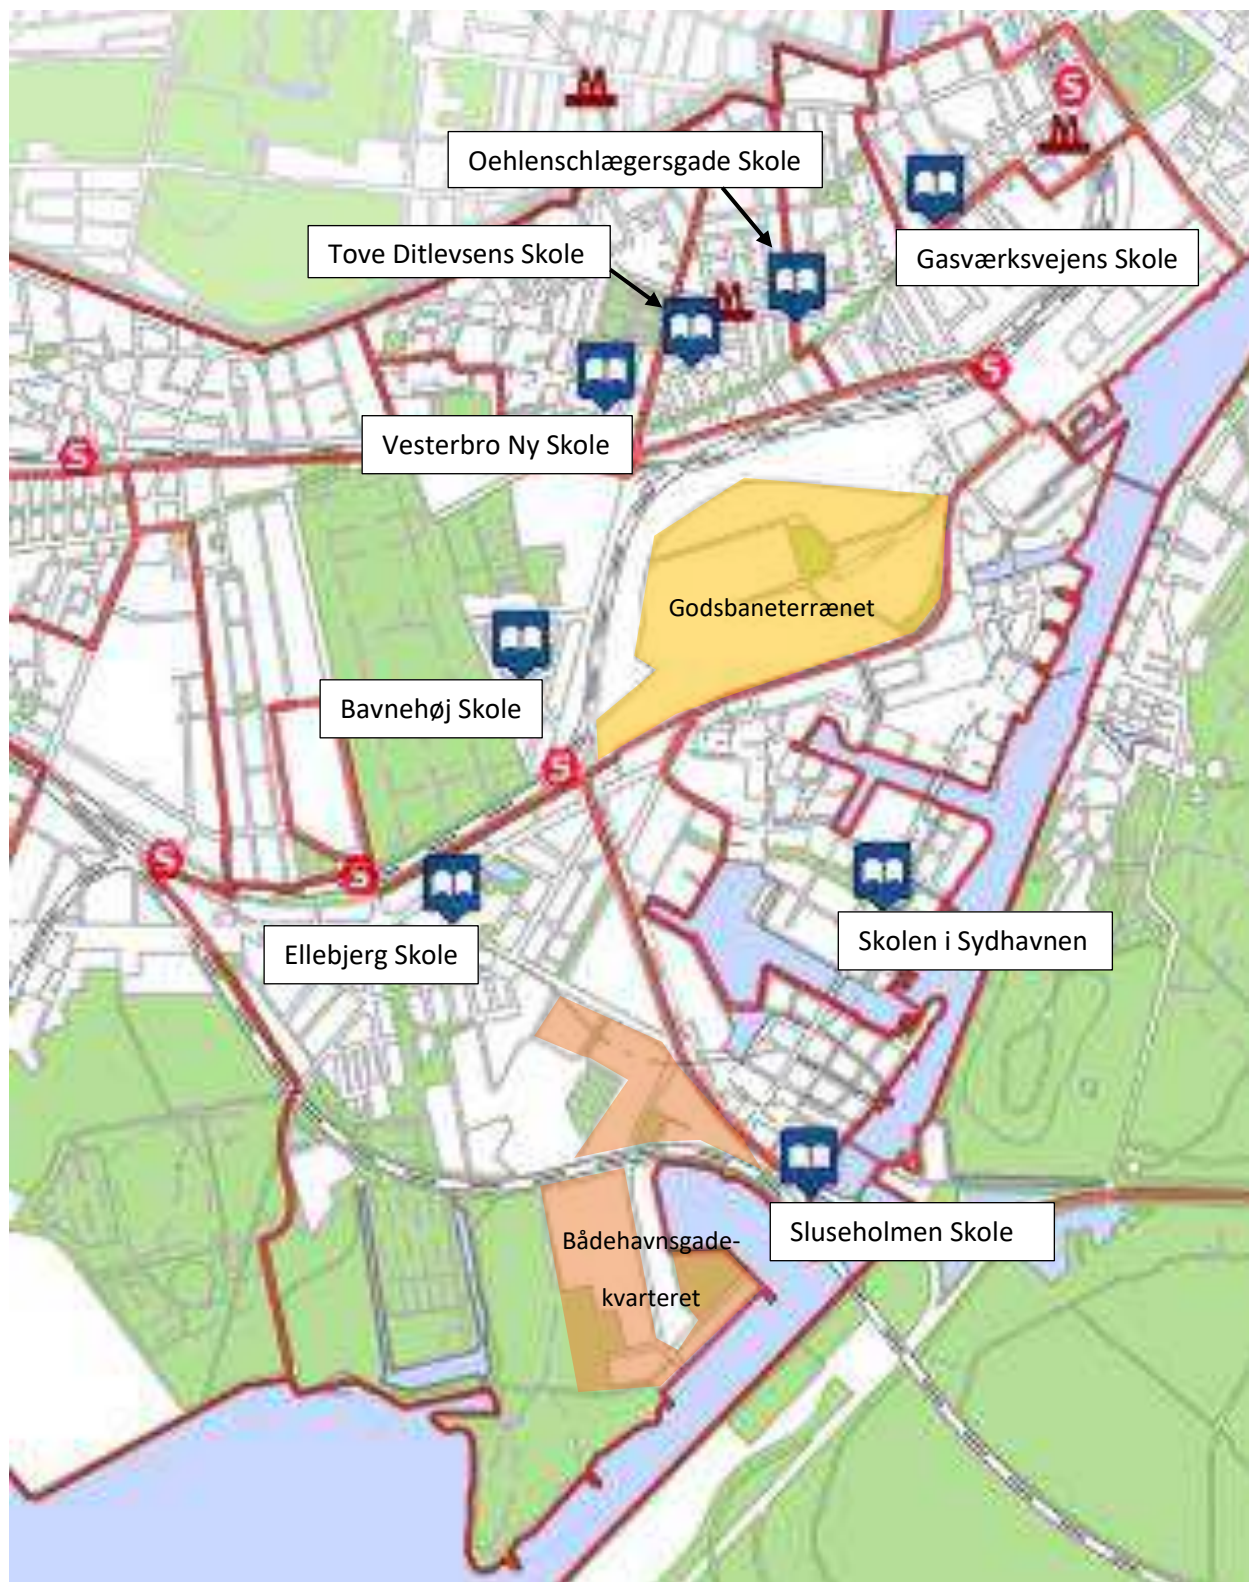 Oehlenschlægersgade Skole
Tove Ditlevsens Skole
Gasværksvejens Skole
Vesterbro Ny Skole
Godsbaneterrænet
Bavnehøj Skole
Skolen i Sydhavnen
Ellebjerg Skole
Sluseholmen Skole
Bådehavnsgade-
kvarteret
M
S
M
M
S
S
S
S
S